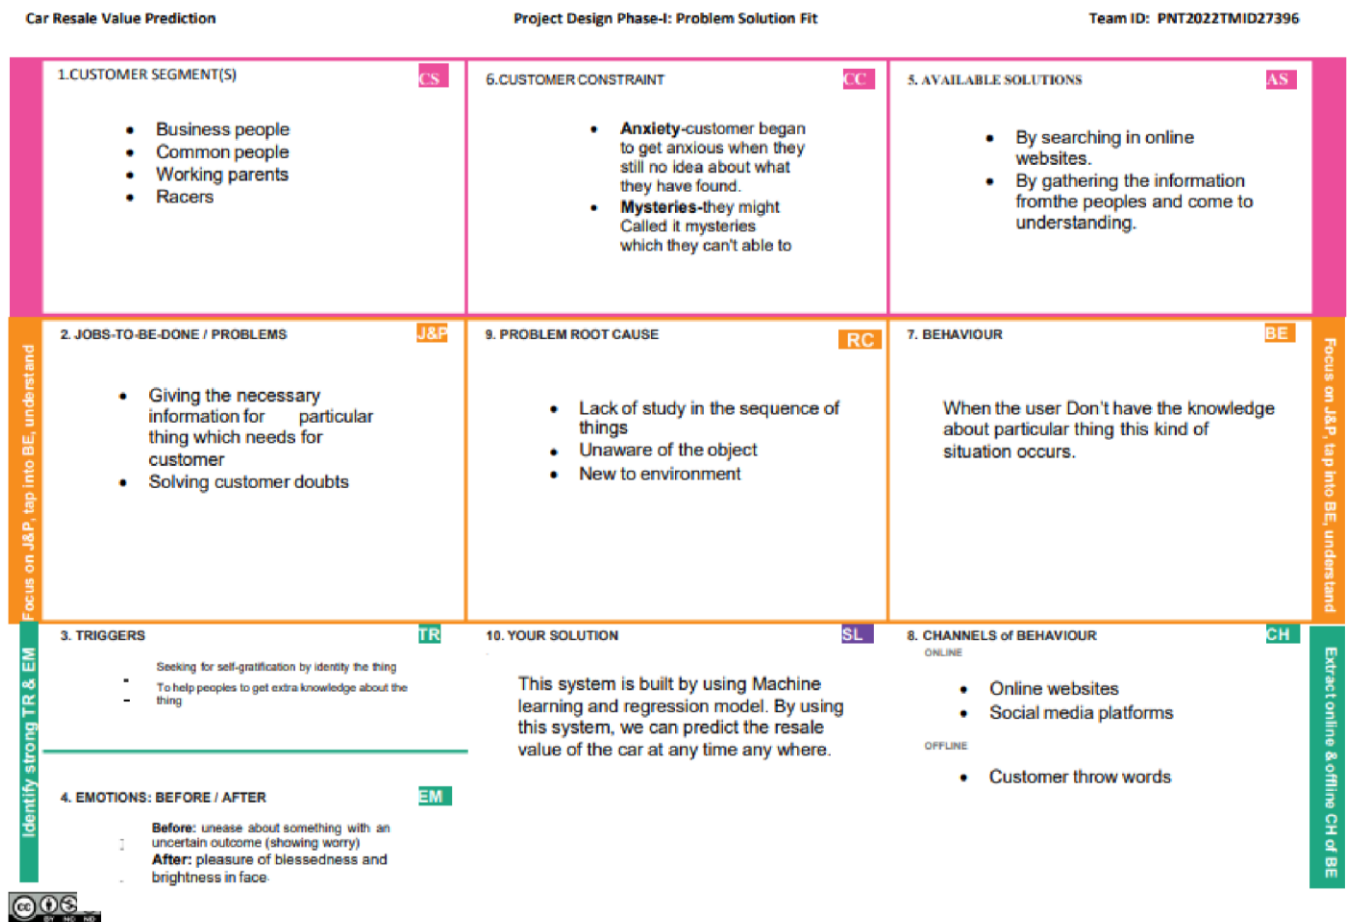 Car Resale Value Prediction
Project Design Phase-I: Problem Solution Fit
Team ID: PNT2022TMID27396
1.CUSTOMER SEGMENT(S)
CS
• Business people
• Common people
• Working parents
• Racers
6.CUSTOMER CONSTRAINT
CC
• Anxiety-customer began
to get anxious when they
still no idea about what
they have found.
• Mysteries-they might
Called it mysteries
which they can't able to
5. AVAILABLE SOLUTIONS
AS
• By searching in online
websites.
• By gathering the information
fromthe peoples and come to
understanding.
Focus on J&P, tap into BE, understand
2. JOBS-TO-BE-DONE / PROBLEMS
J&P
• Giving the necessary
information for particular
thing which needs for
customer
• Solving customer doubts
9. PROBLEM ROOT CAUSE
RC
• Lack of study in the sequence of
things
• Unaware of the object
• New to environment
7. BEHAVIOUR
BE
When the user Don't have the knowledge
about particular thing this kind of
situation occurs.
Focus on J&P, tap into BE, understand
Identify strong TR & EM
3. TRIGGERS
TR
Seeking for self-gratification by identity the thing
To help peoples to get extra knowledge about the
thing
4. EMOTIONS: BEFORE / AFTER
EM
Before: unease about something with an
uncertain outcome (showing worry)
After: pleasure of blessedness and
brightness in face
10. YOUR SOLUTION
SL
This system is built by using Machine
learning and regression model. By using
this system, we can predict the resale
value of the car at any time any where.
8. CHANNELS of BEHAVIOUR
CH
ONLINE
• Online websites
• Social media platforms
OFFLINE
• Customer throw words
Extract online & offline CH of BE
cc
BY NC ND